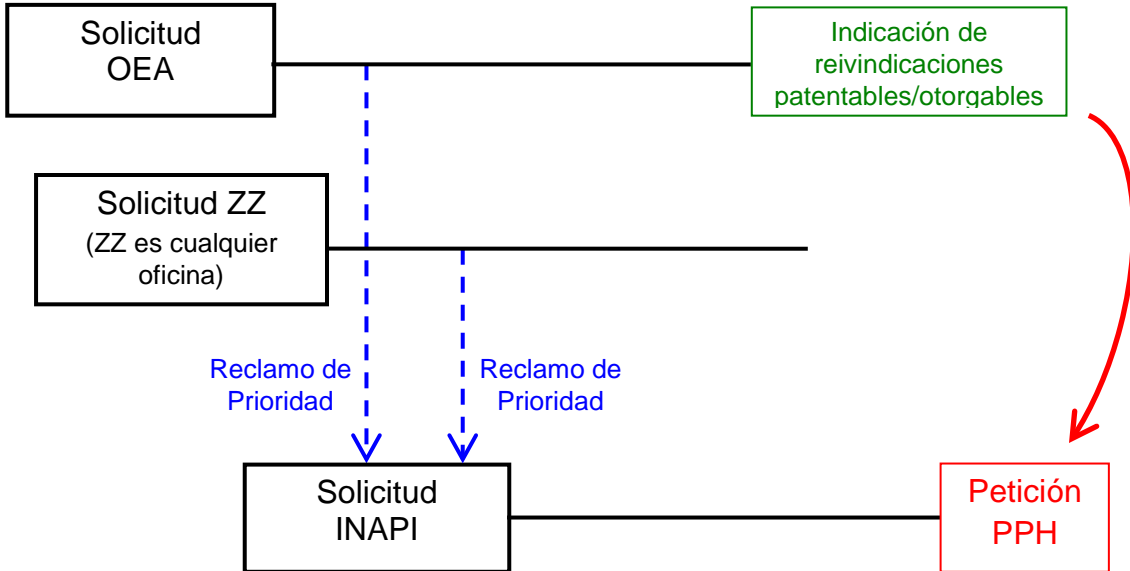 Solicitud
OEA
Indicación de
reivindicaciones
patentables/otorgables
Solicitud ZZ
(ZZ es cualquier
oficina)
Reclamo de
Prioridad
Reclamo de
Prioridad
Solicitud
INAPI
Petición
PPH